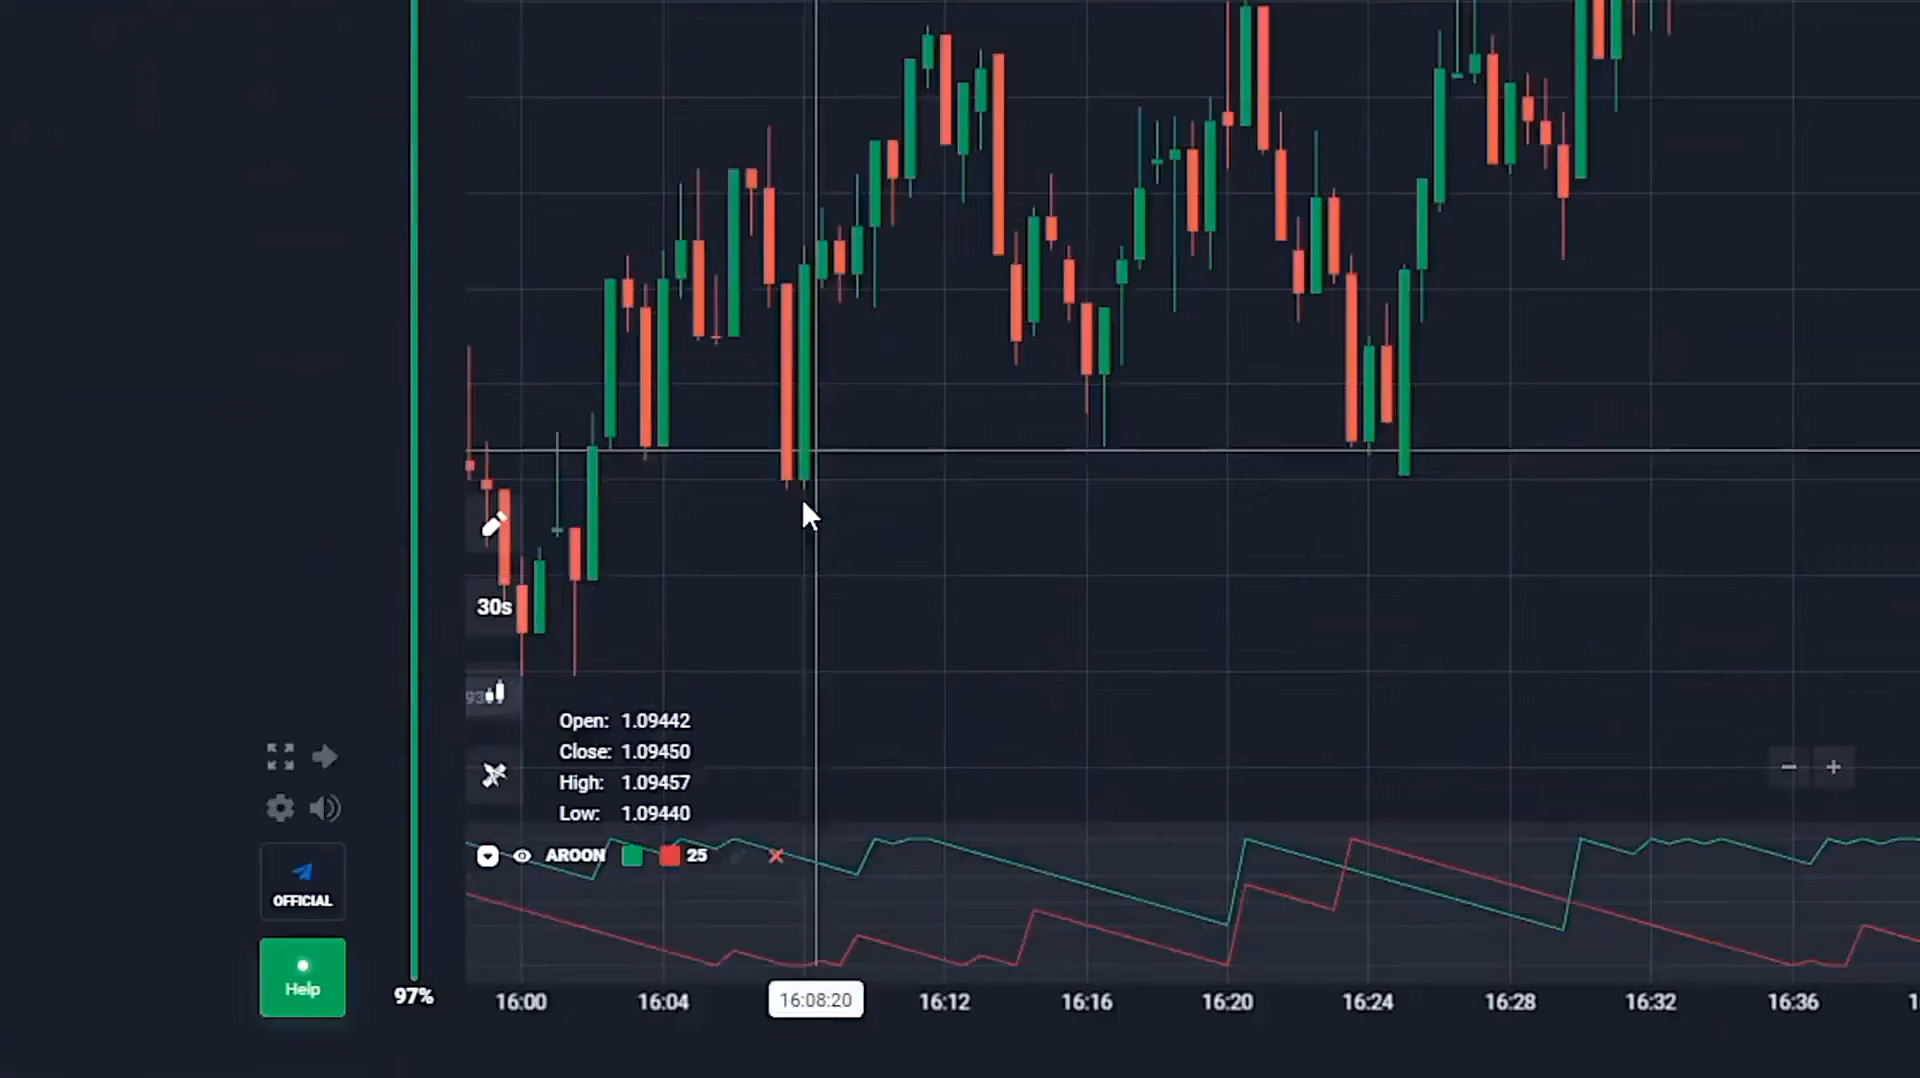 30s
93
Open: 1.09442
Close: 1.09450
High: 1.09457
Low: 1.09440
AROON 25
OFFICIAL
Help
97%
16:00 16:04 16:08:20 16:12 16:16 16:20 16:24 16:28 16:32 16:36